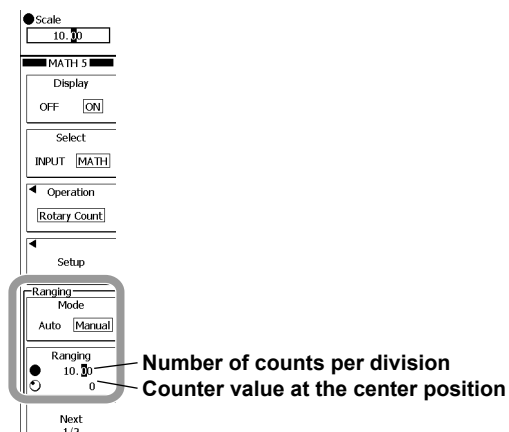 Scale
10.00
MATH 5
Display
OFF ON
Select
INPUT MATH
Operation
Rotary Count
Setup
Ranging
Mode
Auto Manual
Ranging
10.00
0
Number of counts per division
Counter value at the center position
Next
1/2